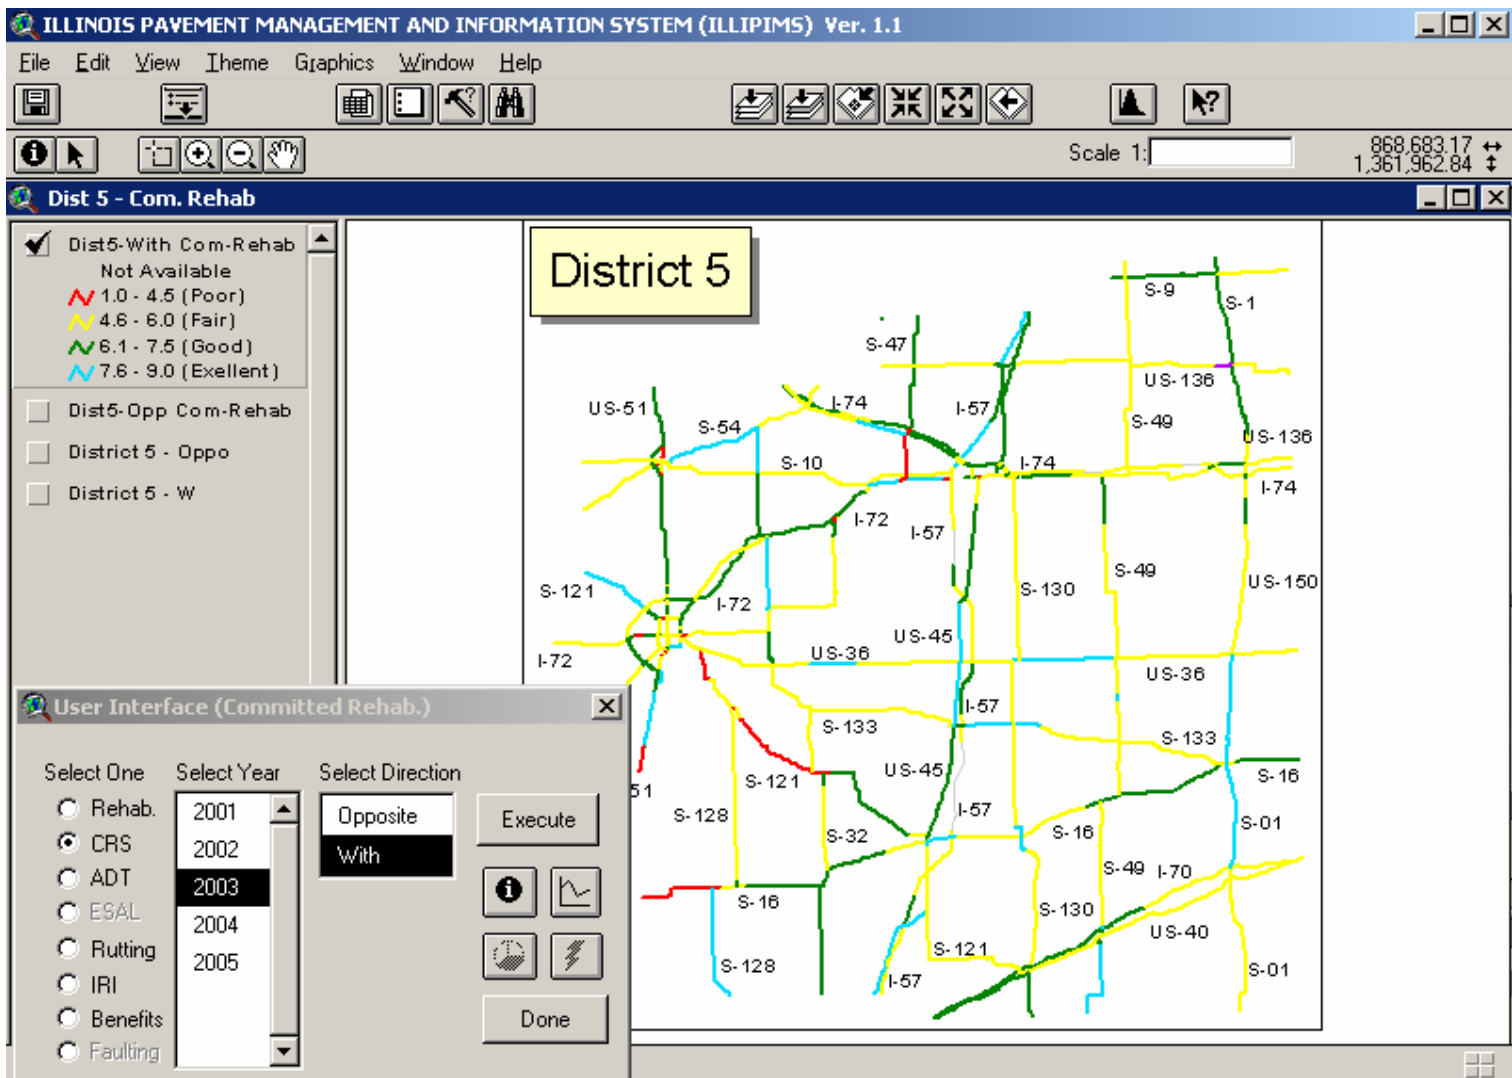 ILLINOIS PAVEMENT MANAGEMENT AND INFORMATION SYSTEM (ILLIPIMS) Ver. 1.1
File Edit View Theme Graphics Window Help
Scale 1:
868,683.17
1,361,962.84
Dist 5 - Com. Rehab
Dist5-With Com-Rehab
Not Available
1.0 - 4.5 (Poor)
4.6 - 6.0 (Fair)
6.1 - 7.5 (Good)
7.6 - 9.0 (Exellent)
Dist5-Opp Com-Rehab
District 5 - Oppo
District 5 - W
District 5
S-9
S-1
S-47
US-136
US-51
I-74
I-57
S-54
S-49
US-136
S-10
I-74
I-74
I-72
I-57
S-49
US-150
S-121
S-130
I-72
US-45
US-36
I-72
US-36
I-57
S-133
S-133
US-45
S-16
S-121
51
S-128
I-57
S-16
S-01
S-32
S-49
I-70
S-16
S-130
US-40
S-121
S-128
I-57
S-01
User Interface (Committed Rehab.)
Select One
Rehab.
CRS
ADT
ESAL
Rutting
IRI
Benefits
Faulting
Select Year
2001
2002
2003
2004
2005
Select Direction
Opposite
With
Execute
Done